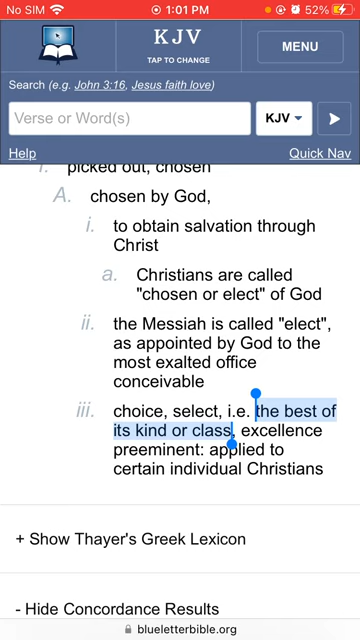 No SIM 1:01 PM 52%
KJV
TAP TO CHANGE
MENU
Search (e.g. John 3:16, Jesus faith love)
Verse or Word(s)
KJV
Help Quick Nav
picked out, chosen
A. chosen by God,
i. to obtain salvation through
Christ
a. Christians are called
"chosen or elect" of God
ii. the Messiah is called "elect",
as appointed by God to the
most exalted office
conceivable
iii. choice, select, i.e. the best of
its kind or class, excellence
preeminent: applied to
certain individual Christians
+ Show Thayer's Greek Lexicon
- Hide Concordance Results
blueletterbible.org